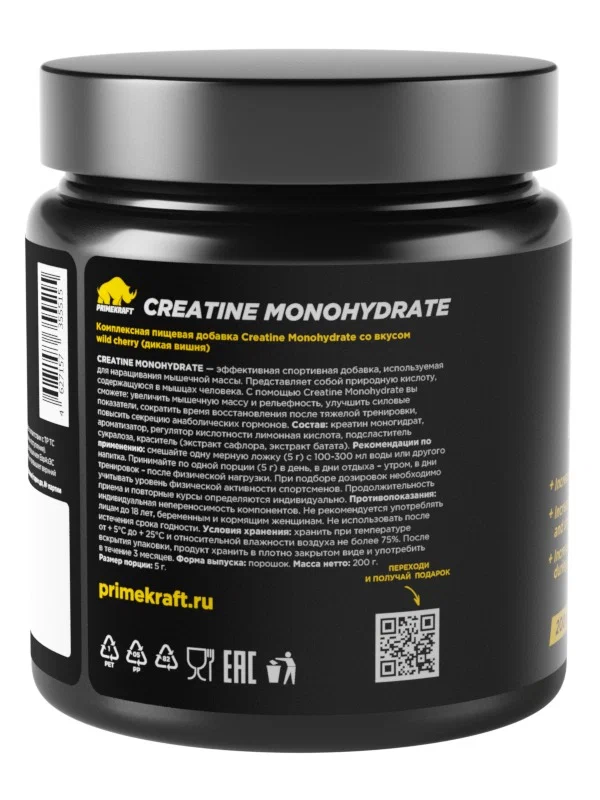 PRIMEKRAFT
CREATINE MONOHYDRATE
Комплексная пищевая добавка Creatine Monohydrate со вкусом
wild cherry (дикая вишня)
CREATINE MONOHYDRATE — эффективная спортивная добавка, используемая
для наращивания мышечной массы. Представляет собой природную кислоту,
содержащуюся в мышцах человека. С помощью Creatine Monohydrate вы
сможете: увеличить мышечную массу и рельефность, улучшить силовые
показатели, сократить время восстановления после тяжелой тренировки,
повысить секрецию анаболических гормонов. Состав: креатин моногидрат,
ароматизатор, регулятор кислотности лимонная кислота, подсластитель
сукралоза, краситель (экстракт сафлора, экстракт батата). Рекомендации по
применению: смешайте одну мерную ложку (5 г) с 100-300 мл воды или другого
напитка. Принимайте по одной порции (5 г) в день, в дни отдыха - утром, в дни
тренировок - после физической нагрузки. При подборе дозировок необходимо
учитывать уровень физической активности спортсменов. Продолжительность
приема и повторные курсы определяются индивидуально. Противопоказания:
индивидуальная непереносимость компонентов. Не рекомендуется употреблять
лицам до 18 лет, беременным и кормящим женщинам. Не использовать после
истечения срока годности. Условия хранения: хранить при температуре
от + 5°C до + 25°C и относительной влажности воздуха не более 75%. После
вскрытия упаковки, продукт хранить в плотно закрытом виде и употребить
в течение 3 месяцев. Форма выпуска: порошок. Масса нетто: 200 г.
Размер порции: 5 г.
ПЕРЕХОДИ
И ПОЛУЧАЙ ПОДАРОК
primekraft.ru
1
PET
05
PP
82
EAC
4 627157 355515